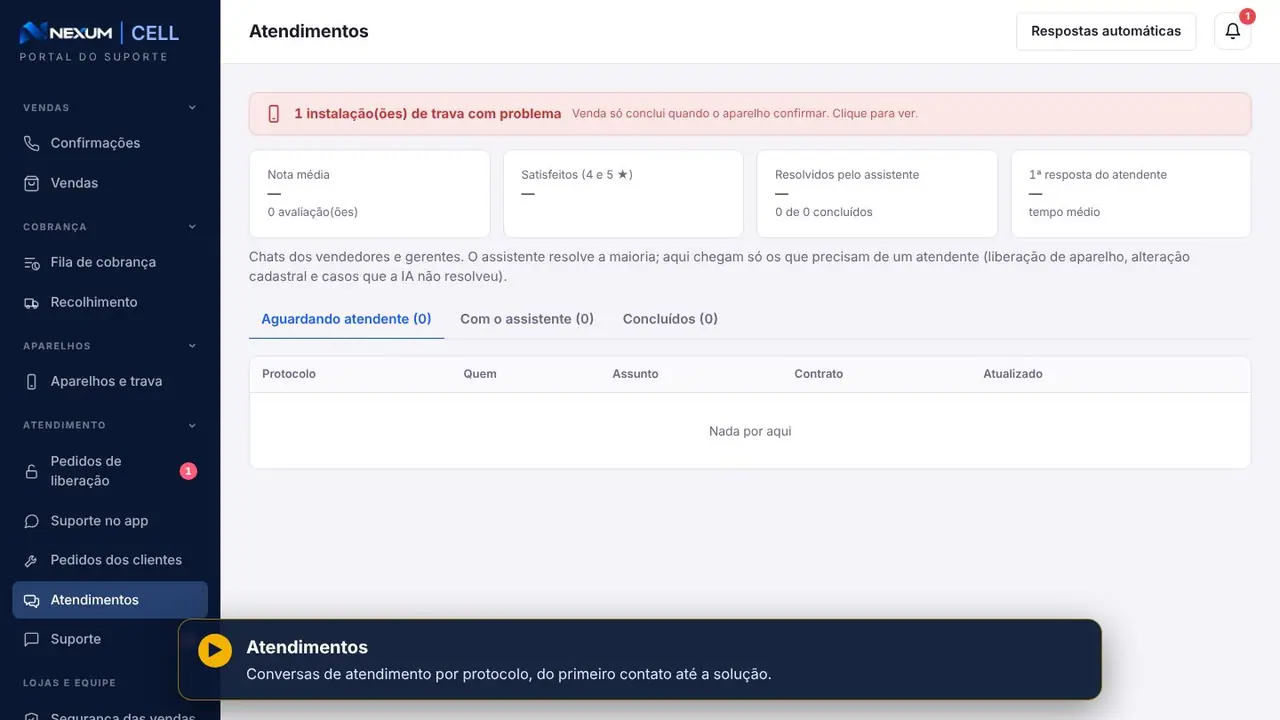 NEXUM | CELL
PORTAL DO SUPORTE
VENDAS
Confirmações
Vendas
COBRANÇA
Fila de cobrança
Recolhimento
APARELHOS
Aparelhos e trava
ATENDIMENTO
Pedidos de
liberação
1
Suporte no app
Pedidos dos clientes
Atendimentos
Suporte
LOJAS E EQUIPE
Segurança das vendas
Atendimentos
Respostas automáticas
1
1 instalação(ões) de trava com problema Venda só conclui quando o aparelho confirmar. Clique para ver.
Nota média
—
0 avaliação(ões)
Satisfeitos (4 e 5 ★)
—
Resolvidos pelo assistente
—
0 de 0 concluídos
1ª resposta do atendente
—
tempo médio
Chats dos vendedores e gerentes. O assistente resolve a maioria; aqui chegam só os que precisam de um atendente (liberação de aparelho, alteração
cadastral e casos que a IA não resolveu).
Aguardando atendente (0) Com o assistente (0) Concluídos (0)
Protocolo Quem Assunto Contrato Atualizado
Nada por aqui
Atendimentos
Conversas de atendimento por protocolo, do primeiro contato até a solução.